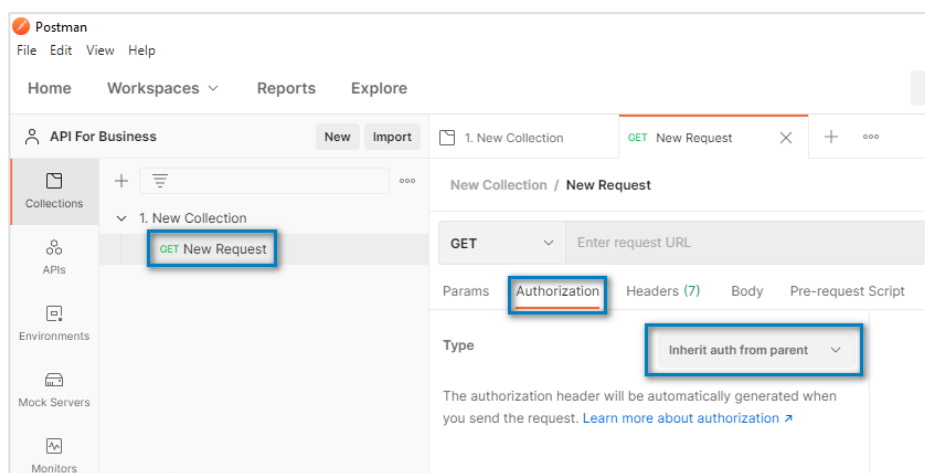 Postman
File Edit View Help
Home Workspaces Reports Explore
API For Business New Import
1. New Collection GET New Request
Collections
New Collection / New Request
1. New Collection
GET New Request
GET Enter request URL
APIs
Params Authorization Headers (7) Body Pre-request Script
Environments
Type Inherit auth from parent
Mock Servers
The authorization header will be automatically generated when
you send the request. Learn more about authorization ↗
Monitors